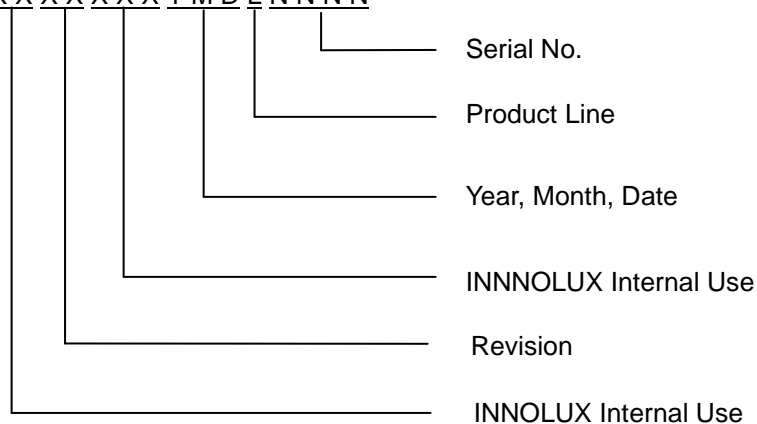 X X X X X X X Y M D L N N N N
Serial No.
Product Line
Year, Month, Date
INNNOLUX Internal Use
Revision
INNOLUX Internal Use